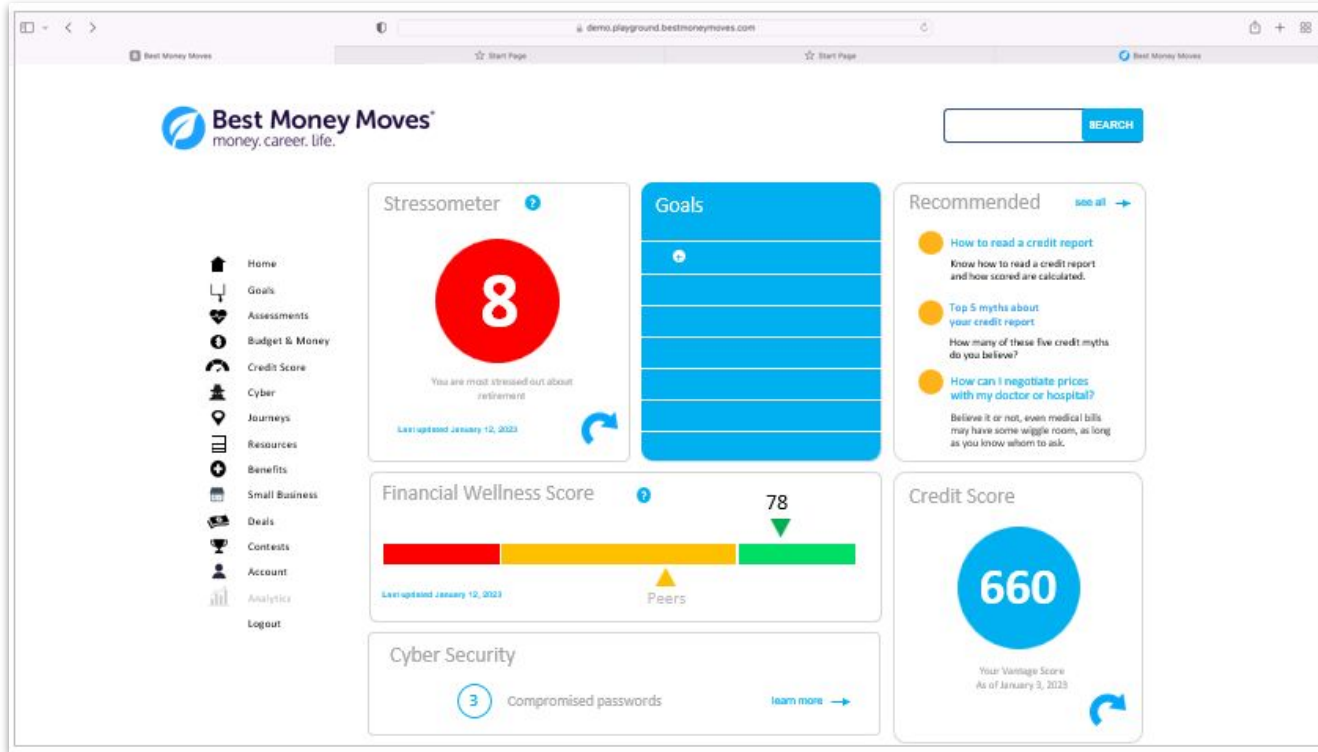 demo.playground.bestmoneymoves.com
Best Money Moves
Start Page
Start Page
Best Money Moves
Best Money Moves®
money. career. life.
SEARCH
Home
Goals
Assessments
Budget & Money
Credit Score
Cyber
Journeys
Resources
Benefits
Small Business
Deals
Contests
Account
Analytics
Logout
Stressometer ?
8
You are most stressed out about
retirement
Last updated January 12, 2023
Goals
Recommended
see all
How to read a credit report
Know how to read a credit report
and how scored are calculated.
Top 5 myths about
your credit report
How many of these five credit myths
do you believe?
How can I negotiate prices
with my doctor or hospital?
Believe it or not, even medical bills
may have some wiggle room, as long
as you know whom to ask.
Financial Wellness Score ?
78
Last updated January 12, 2023
Peers
Credit Score
660
Your Vantage Score
As of January 3, 2023
Cyber Security
3 Compromised passwords
learn more